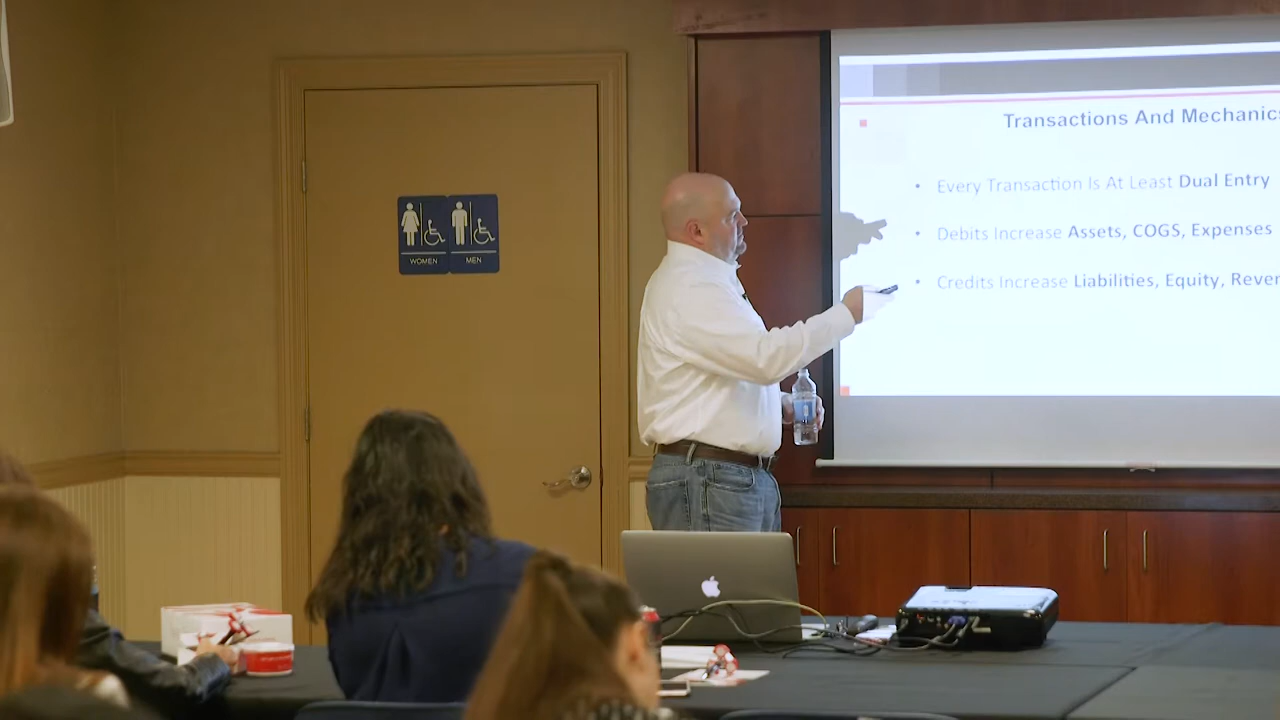 WOMEN
MEN
Transactions And Mechanics
• Every Transaction Is At Least Dual Entry
• Debits Increase Assets, COGS, Expenses
• Credits Increase Liabilities, Equity, Reven